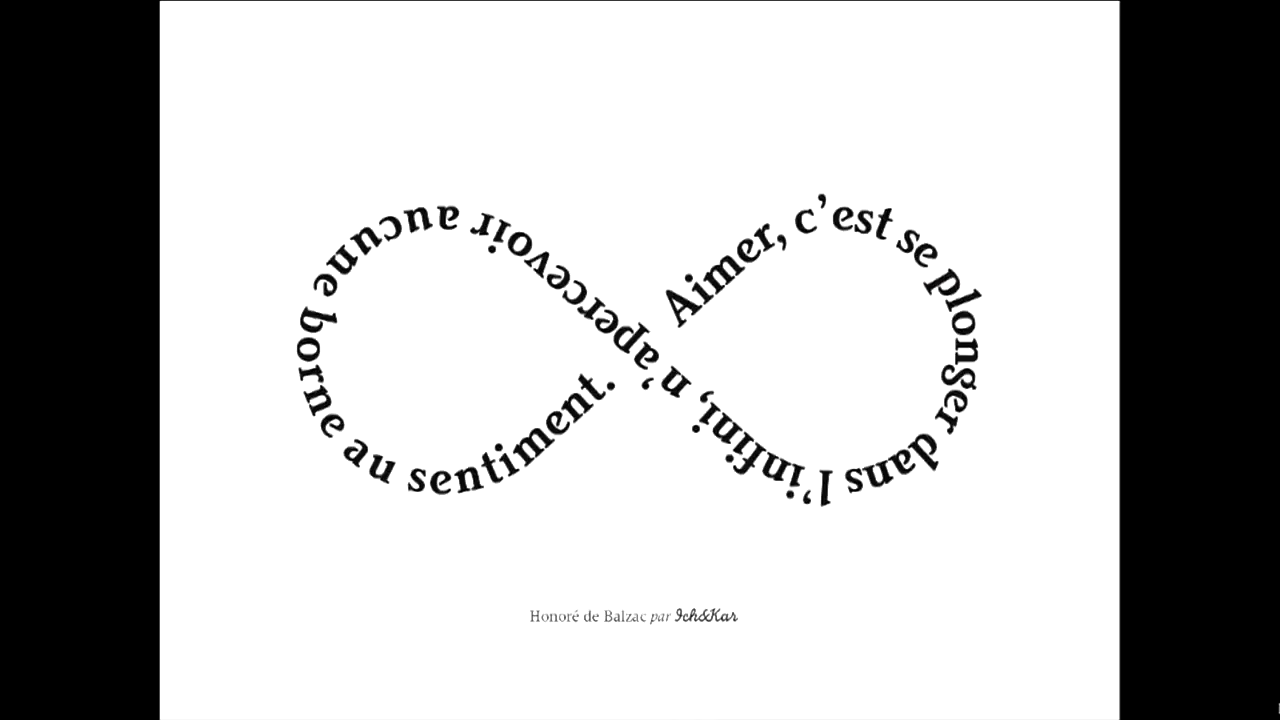 Aimer, c’est se plonger dans l’infini, n’apercevoir aucune borne au sentiment.
Honoré de Balzac par Ich&Kar